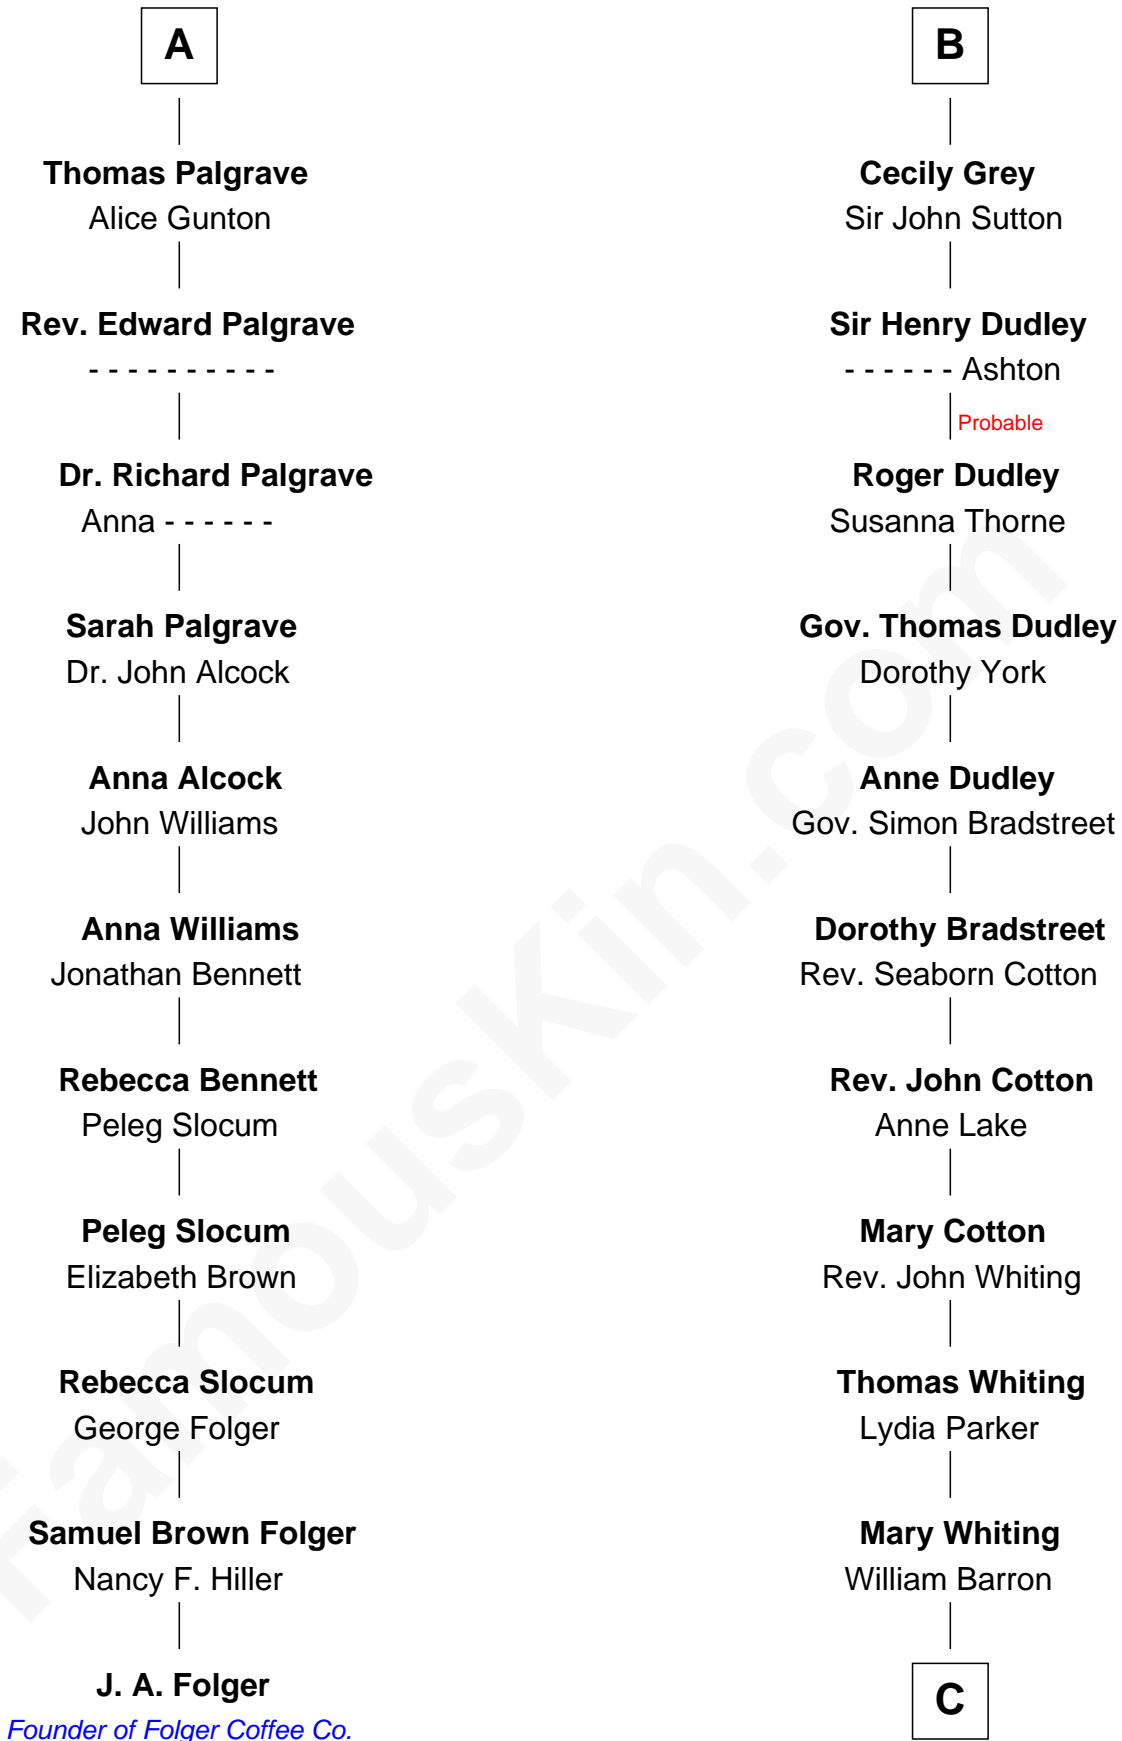 A
Thomas Palgrave
Alice Gunton
Rev. Edward Palgrave
- - - - - - - - - -
Dr. Richard Palgrave
Anna - - - - - -
Sarah Palgrave
Dr. John Alcock
Anna Alcock
John Williams
Anna Williams
Jonathan Bennett
Rebecca Bennett
Peleg Slocum
Peleg Slocum
Elizabeth Brown
Rebecca Slocum
George Folger
Samuel Brown Folger
Nancy F. Hiller
J. A. Folger
Founder of Folger Coffee Co.
B
Cecily Grey
Sir John Sutton
Sir Henry Dudley
- - - - - - Ashton
Probable
Roger Dudley
Susanna Thorne
Gov. Thomas Dudley
Dorothy York
Anne Dudley
Gov. Simon Bradstreet
Dorothy Bradstreet
Rev. Seaborn Cotton
Rev. John Cotton
Anne Lake
Mary Cotton
Rev. John Whiting
Thomas Whiting
Lydia Parker
Mary Whiting
William Barron
C
FamousKin.com